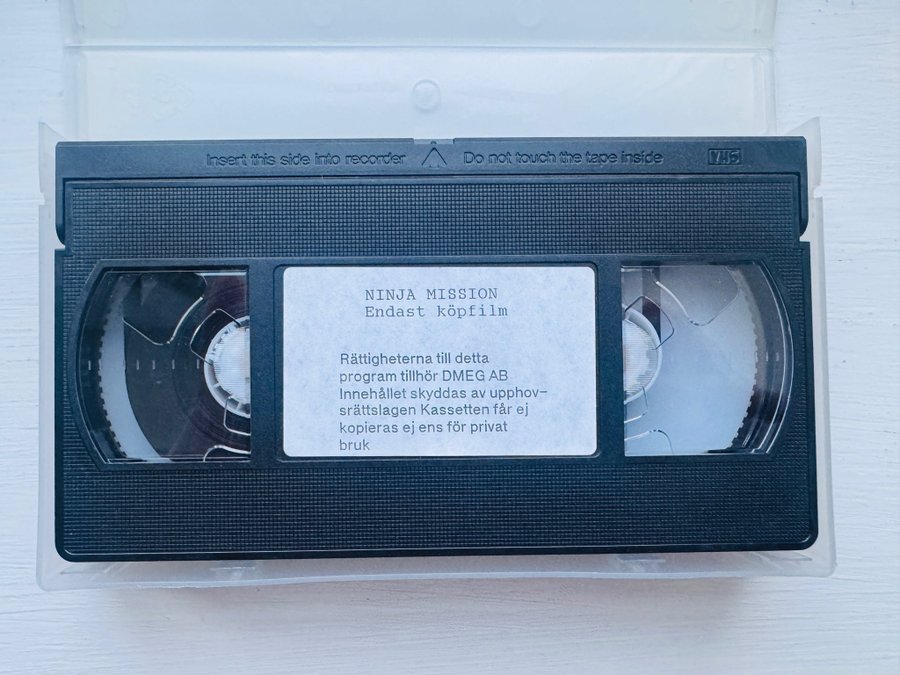 Insert this side into recorder Do not touch the tape inside VHS
NINJA MISSION
Endast köpfilm
Rättigheterna till detta
program tillhör DMEG AB
Innehållet skyddas av upphov-
srättslagen Kassetten får ej
kopieras ej ens för privat
bruk